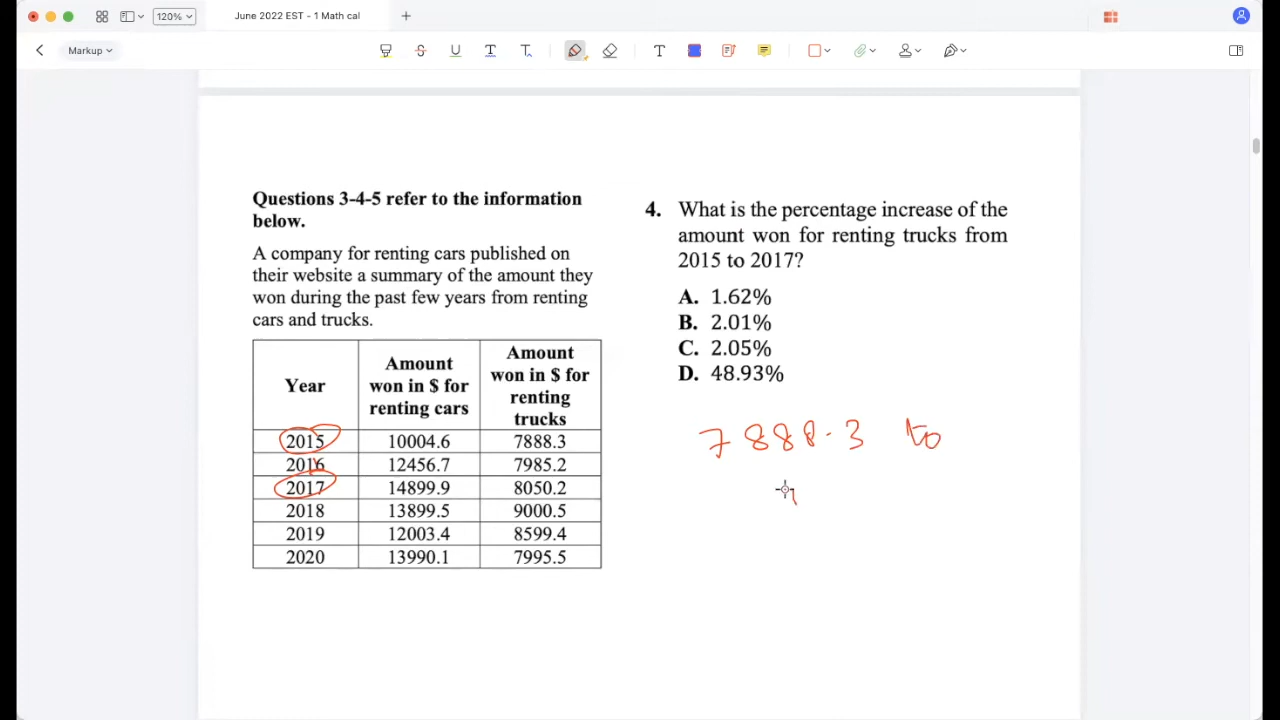 120%
June 2022 EST - 1 Math cal
Markup
Questions 3-4-5 refer to the information
below.
A company for renting cars published on
their website a summary of the amount they
won during the past few years from renting
cars and trucks.
Year Amount won in $ for renting cars Amount won in $ for renting trucks
2015 10004.6 7888.3
2016 12456.7 7985.2
2017 14899.9 8050.2
2018 13899.5 9000.5
2019 12003.4 8599.4
2020 13990.1 7995.5
4. What is the percentage increase of the
amount won for renting trucks from
2015 to 2017?
A. 1.62%
B. 2.01%
C. 2.05%
D. 48.93%
7888.3 to